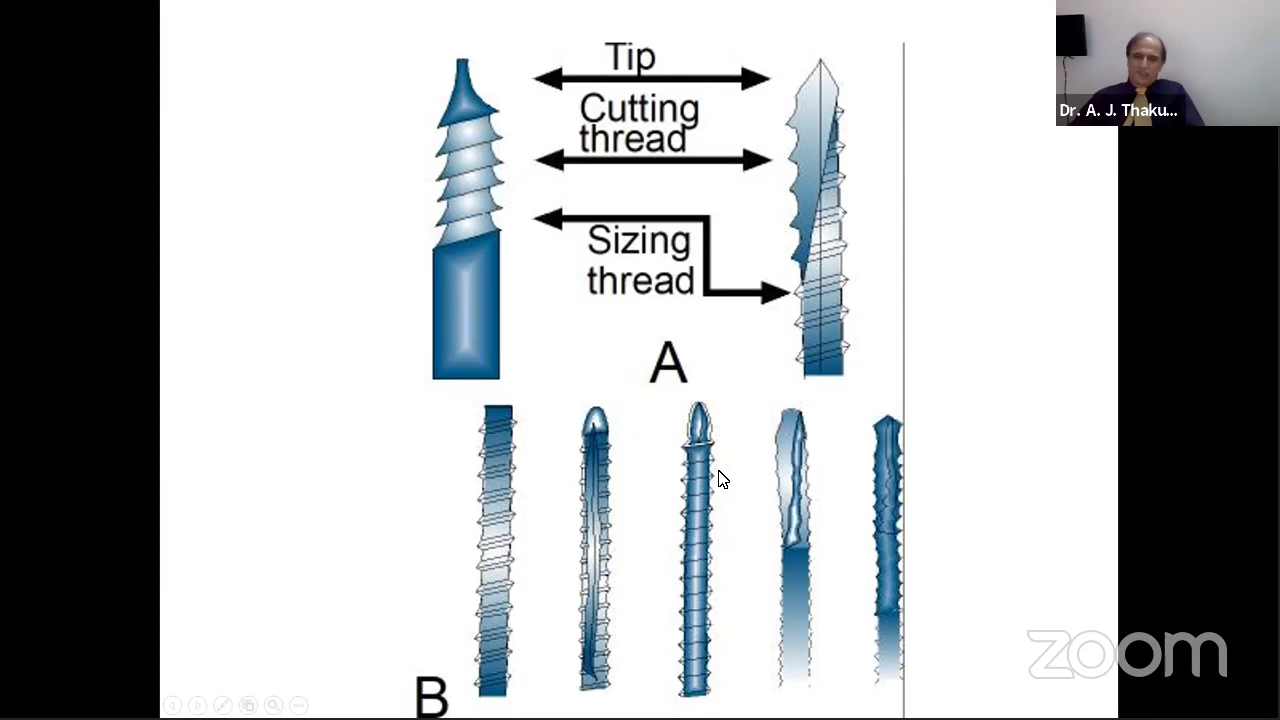 Tip
Cutting
thread
Sizing
thread
A
B
Dr. A. J. Thaku...
zoom